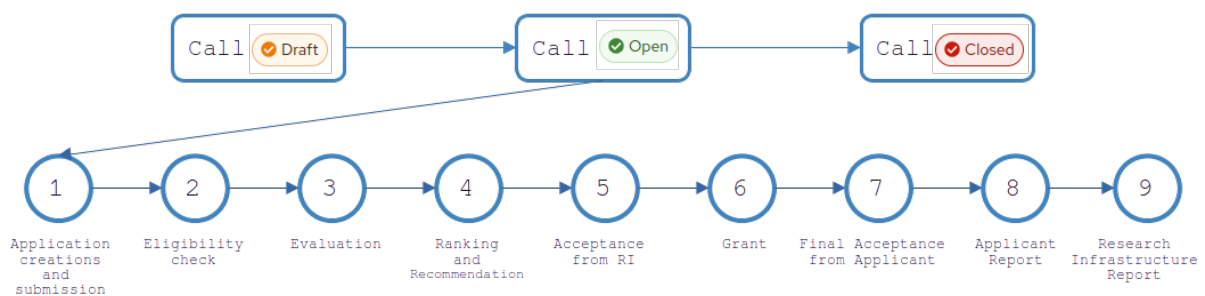 Call Draft
Call Open
Call Closed
1
2
3
4
5
6
7
8
9
Application
creations
and
submission
Eligibility
check
Evaluation
Ranking
and
Recommendation
Acceptance
from RI
Grant
Final Acceptance
from Applicant
Applicant
Report
Research
Infrastructure
Report